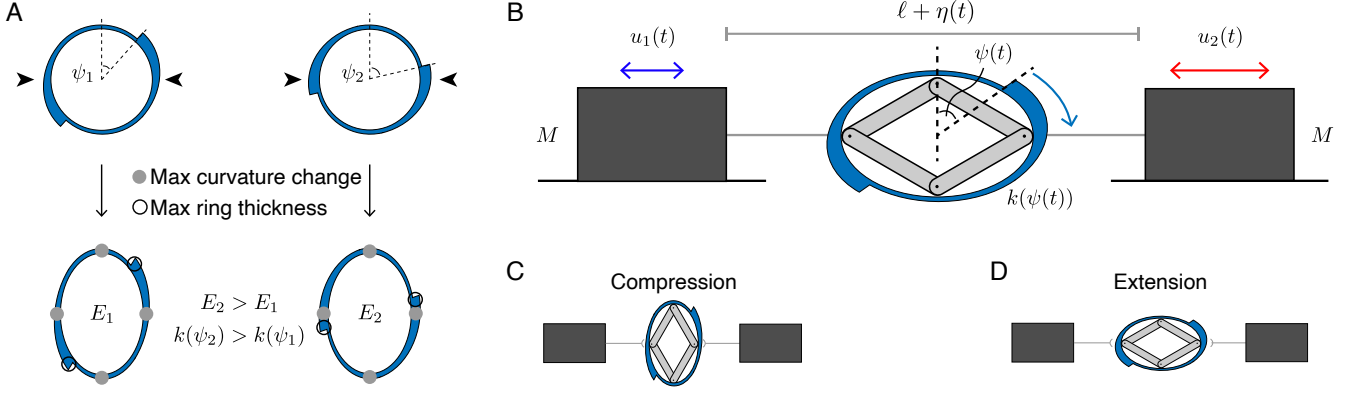 A
ψ₁
ψ₂
Max curvature change
Max ring thickness
E₁
E₂ > E₁
k(ψ₂) > k(ψ₁)
E₂
B
ℓ + η(t)
u₁(t)
ψ(t)
u₂(t)
M
M
k(ψ(t))
C
Compression
D
Extension